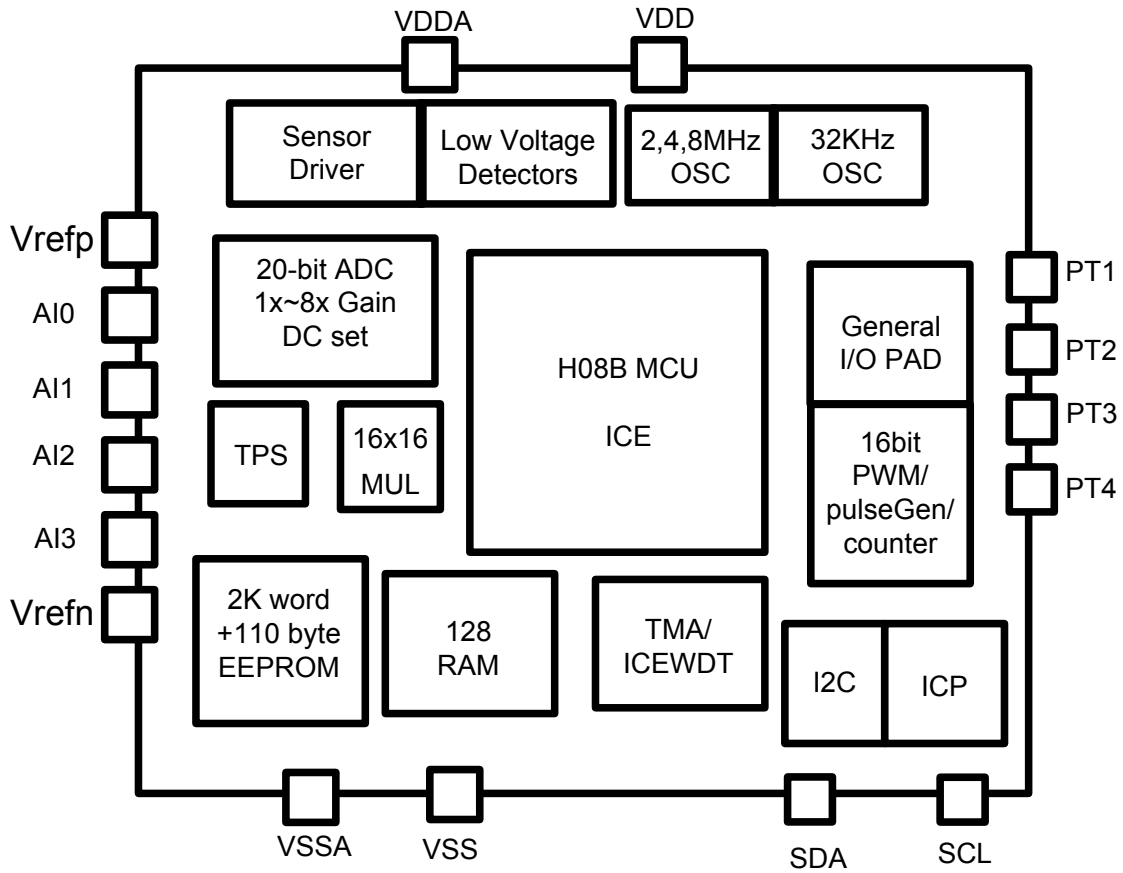 VDDA
VDD
Sensor
Driver
Low Voltage
Detectors
2,4,8MHz
OSC
32KHz
OSC
Vrefp
AI0
AI1
AI2
AI3
Vrefn
20-bit ADC
1x~8x Gain
DC set
TPS
16x16
MUL
H08B MCU
ICE
General
I/O PAD
16bit
PWM/
pulseGen/
counter
PT1
PT2
PT3
PT4
2K word
+110 byte
EEPROM
128
RAM
TMA/
ICEWDT
I2C
ICP
VSSA
VSS
SDA
SCL